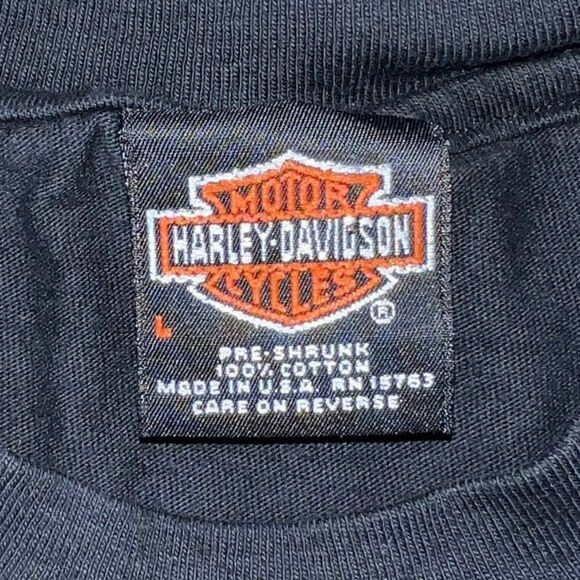 MOTOR
HARLEY-DAVIDSON
CYCLES
®
L
PRE-SHRUNK
100% COTTON
MADE IN U.S.A. RN 15763
CARE ON REVERSE